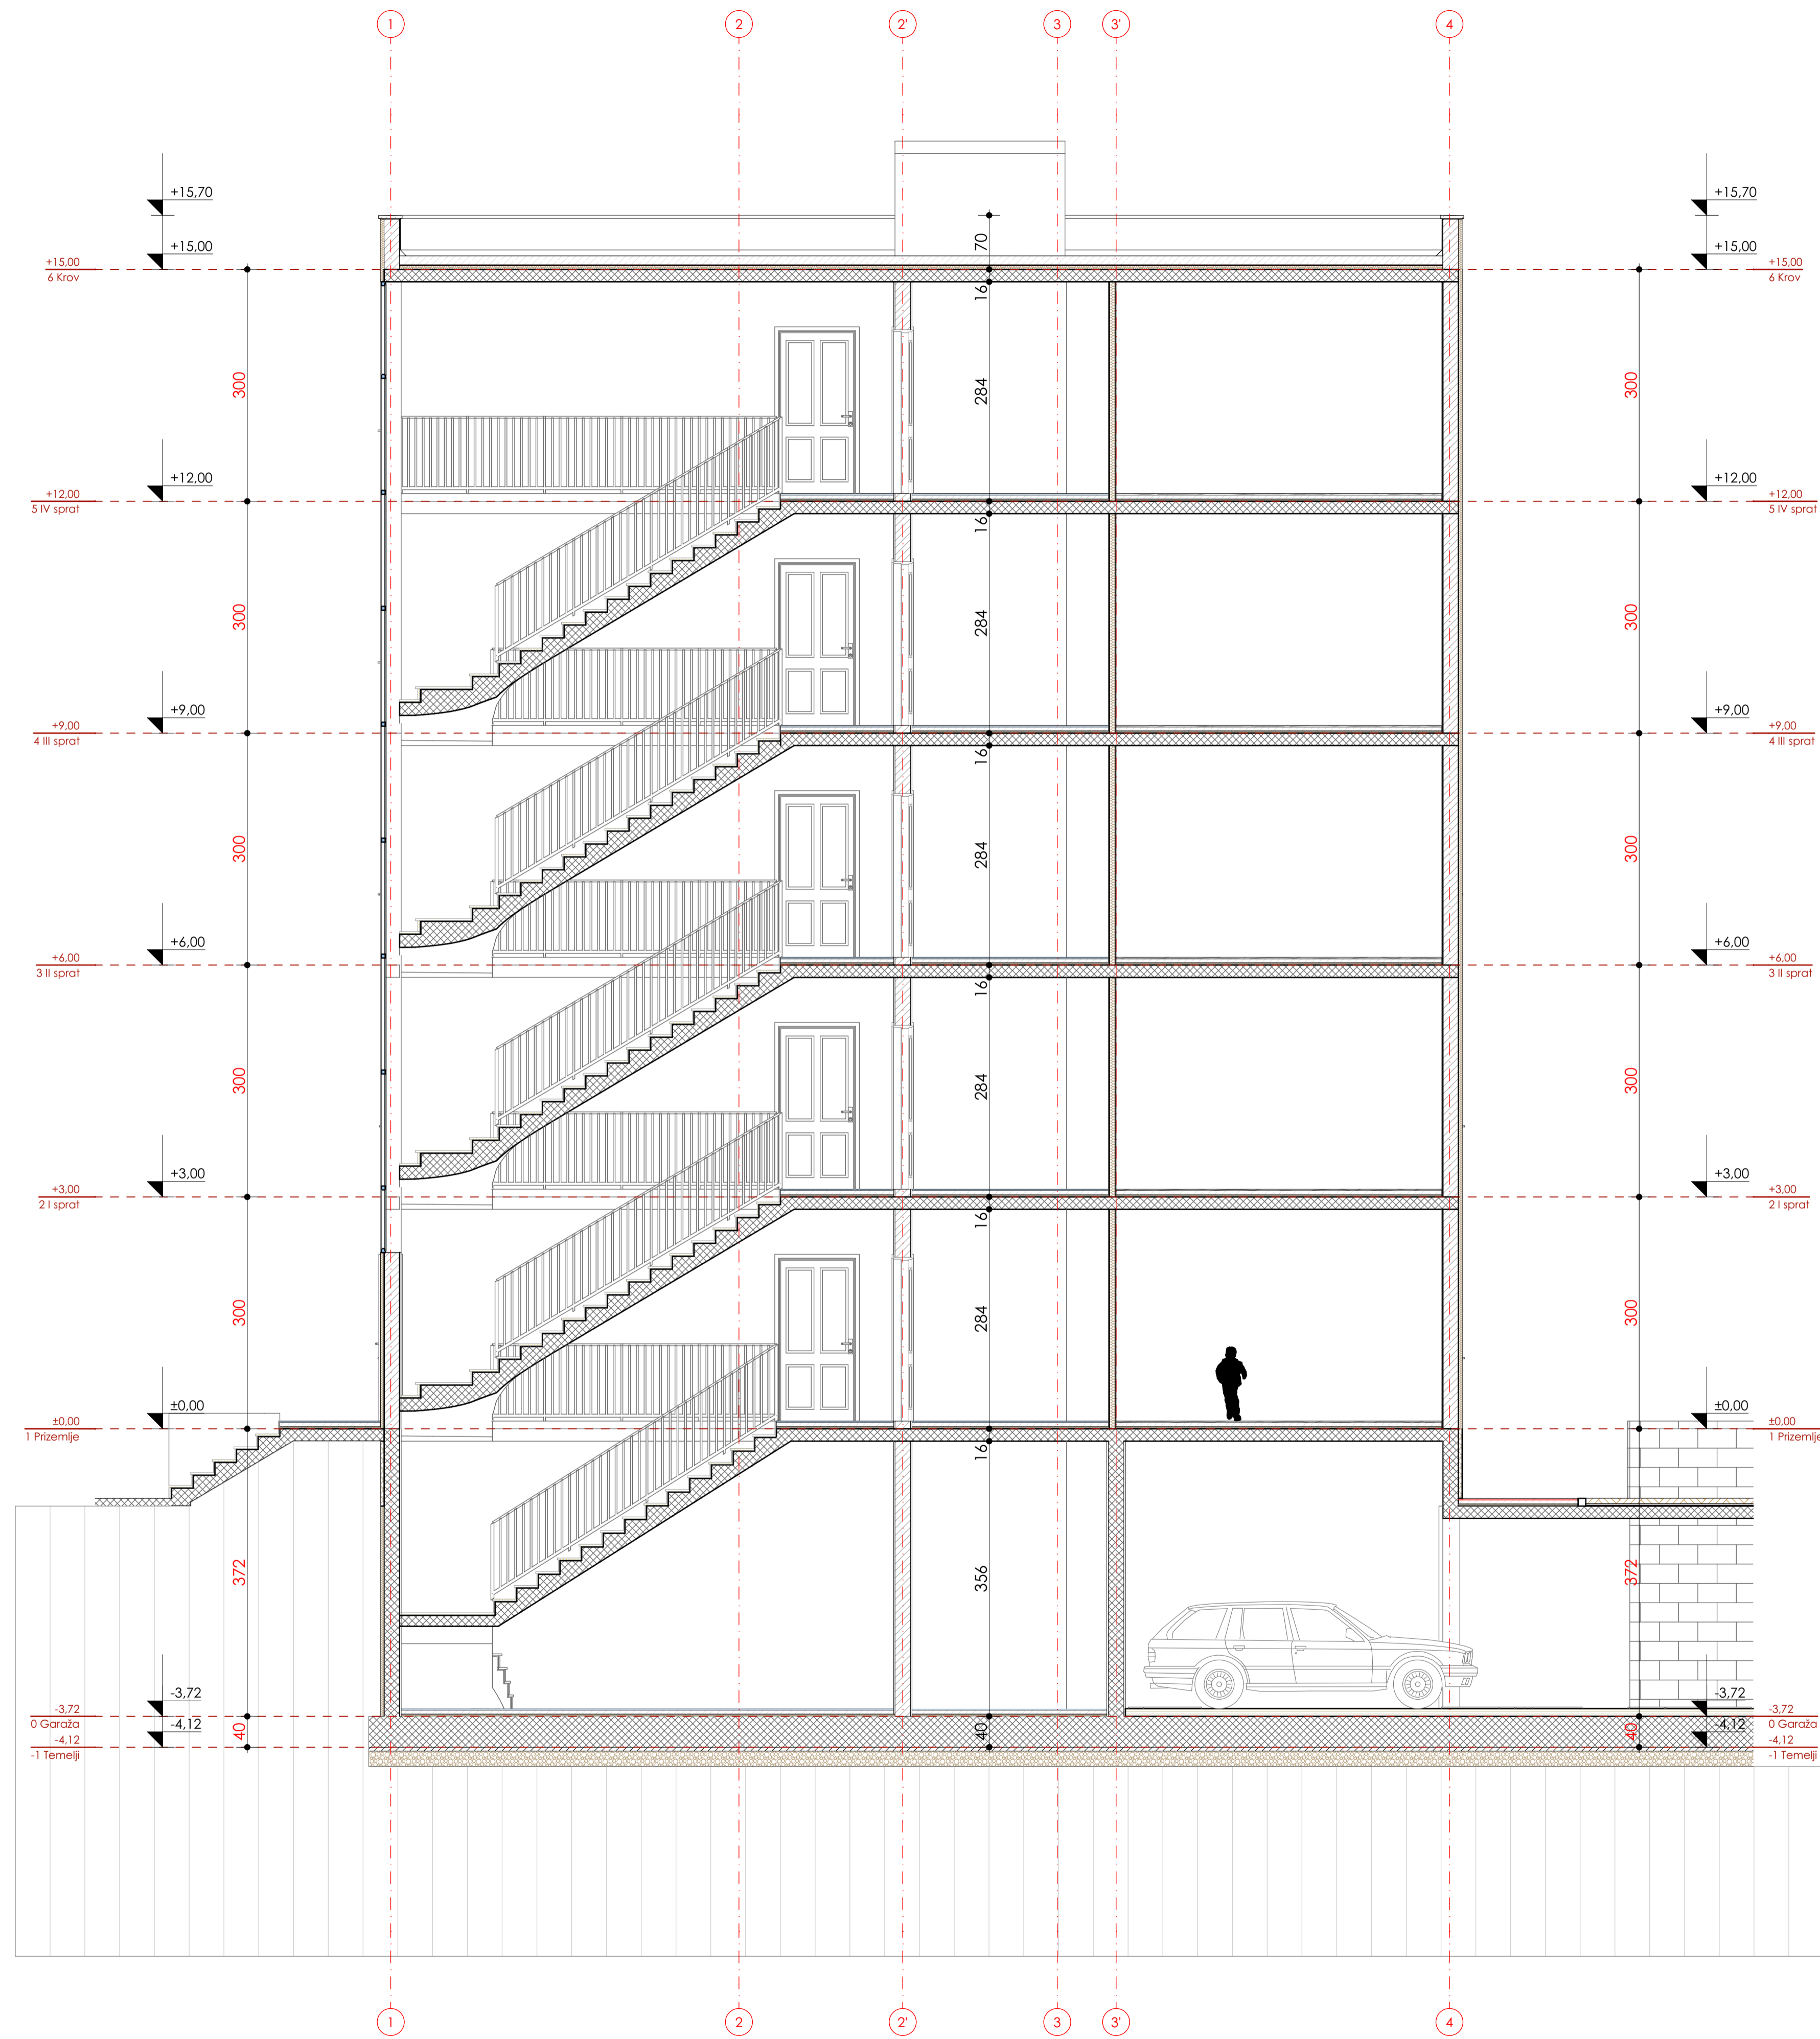 1 2 2' 3 3' 4
+15,70 +15,70
70
+15,00 +15,00
+15,00 +15,00
6 Krov 6 Krov
16
300 284 300
+12,00 +12,00
+12,00 +12,00
5 IV sprat 5 IV sprat
16
300 284 300
+9,00 +9,00
+9,00 +9,00
4 III sprat 4 III sprat
16
300 284 300
+6,00 +6,00
+6,00 +6,00
3 II sprat 3 II sprat
16
300 284 300
+3,00 +3,00
+3,00 +3,00
2 I sprat 2 I sprat
16
300 284 300
±0,00 ±0,00
±0,00 ±0,00
1 Prizemlje 1 Prizemlje
16
372 356 372
-3,72 -3,72
-3,72 -3,72
0 Garaža 0 Garaža
-4,12 40 40 40 -4,12
-4,12 -4,12
-1 Temelji -1 Temelji
1 2 2' 3 3' 4